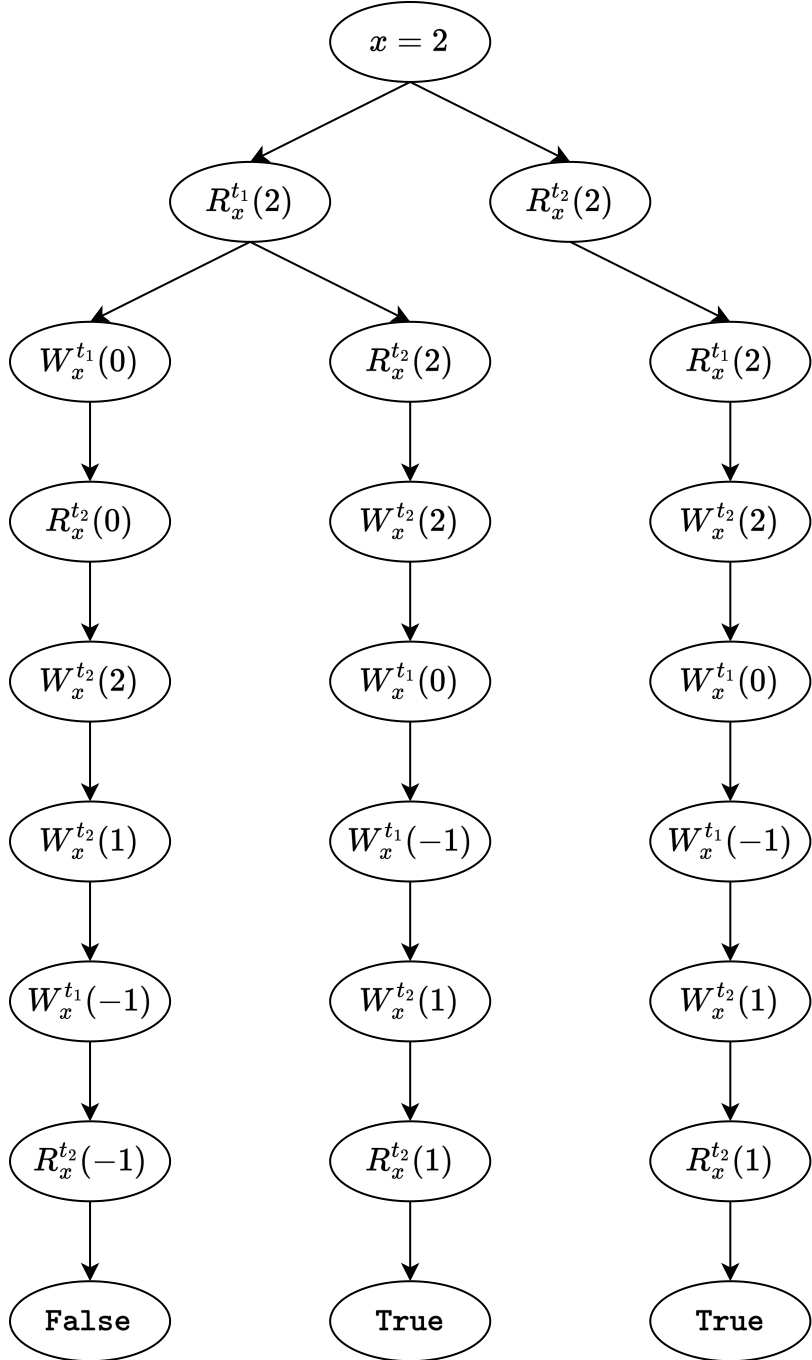 x = 2
R_x^{t_1}(2) R_x^{t_2}(2)
W_x^{t_1}(0) R_x^{t_2}(2) R_x^{t_1}(2)
R_x^{t_2}(0) W_x^{t_2}(2) W_x^{t_2}(2)
W_x^{t_2}(2) W_x^{t_1}(0) W_x^{t_1}(0)
W_x^{t_2}(1) W_x^{t_1}(-1) W_x^{t_1}(-1)
W_x^{t_1}(-1) W_x^{t_2}(1) W_x^{t_2}(1)
R_x^{t_2}(-1) R_x^{t_2}(1) R_x^{t_2}(1)
False True True